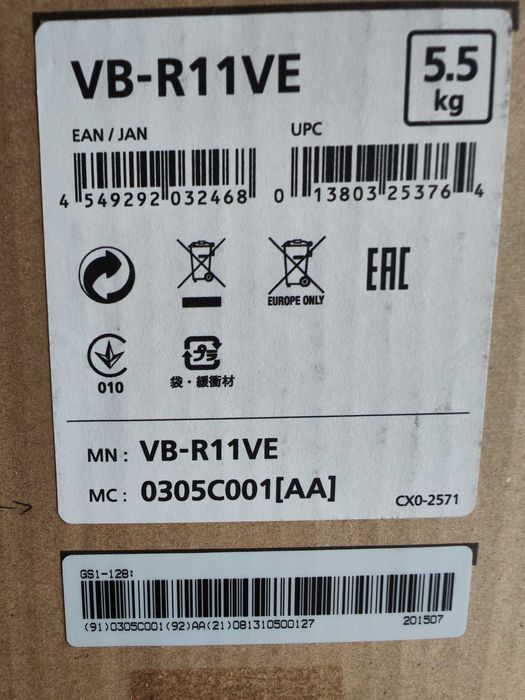 VB-R11VE
5.5
kg
EAN / JAN
UPC
4 549292 032468
0 13803 25376 4
EUROPE ONLY
EAC
010
プラ
袋・緩衝材
MN : VB-R11VE
MC : 0305C001[AA]
CX0-2571
GS1-128:
(91)0305C001(92)AA(21)081310500127
201507